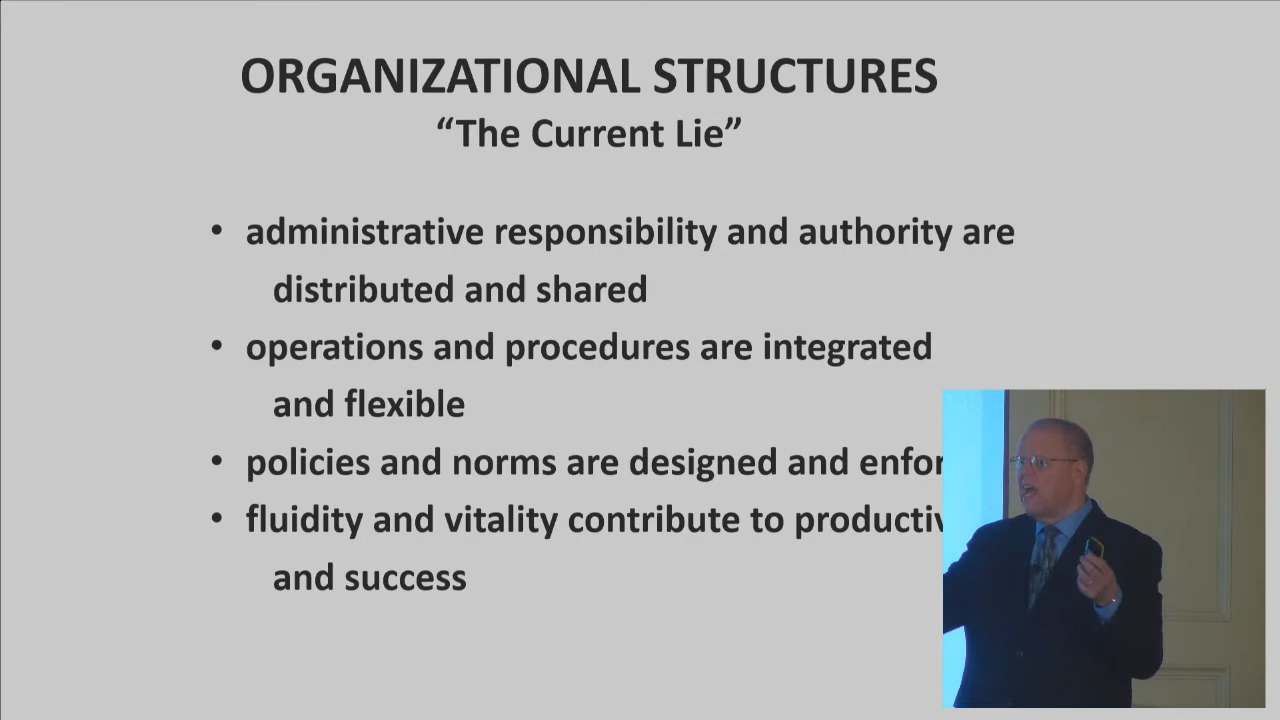 ORGANIZATIONAL STRUCTURES
“The Current Lie”
• administrative responsibility and authority are
distributed and shared
• operations and procedures are integrated
and flexible
• policies and norms are designed and
• fluidity and vitality contribute to
and success